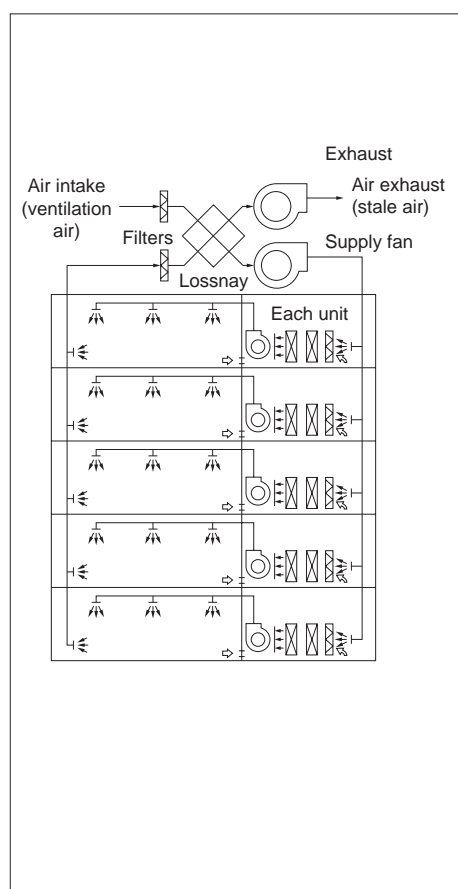 Exhaust
Air intake
(ventilation
air)
Air exhaust
(stale air)
Filters
Supply fan
Lossnay
Each unit